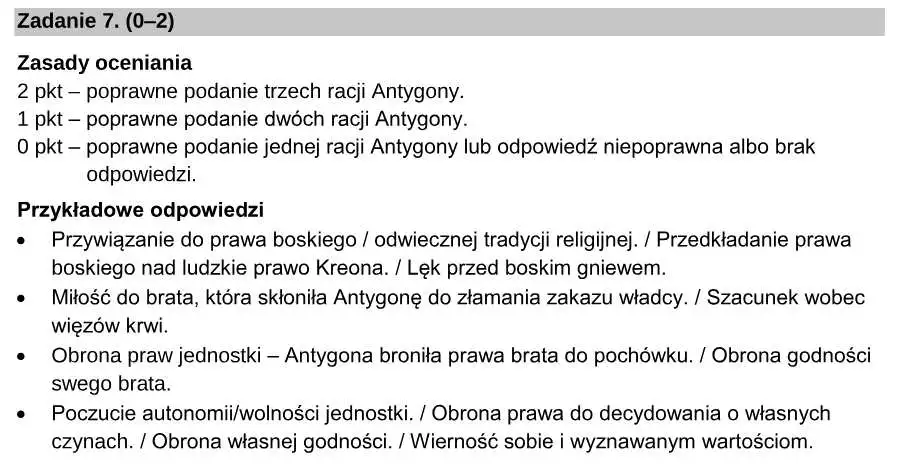 Zadanie 7. (0–2)
Zasady oceniania
2 pkt – poprawne podanie trzech racji Antygony.
1 pkt – poprawne podanie dwóch racji Antygony.
0 pkt – poprawne podanie jednej racji Antygony lub odpowiedź niepoprawna albo brak
odpowiedzi.
Przykładowe odpowiedzi
• Przywiązanie do prawa boskiego / odwiecznej tradycji religijnej. / Przedkładanie prawa
boskiego nad ludzkie prawo Kreona. / Lęk przed boskim gniewem.
• Miłość do brata, która skłoniła Antygonę do złamania zakazu władcy. / Szacunek wobec
więzów krwi.
• Obrona praw jednostki – Antygona broniła prawa brata do pochówku. / Obrona godności
swego brata.
• Poczucie autonomii/wolności jednostki. / Obrona prawa do decydowania o własnych
czynach. / Obrona własnej godności. / Wierność sobie i wyznawanym wartościom.